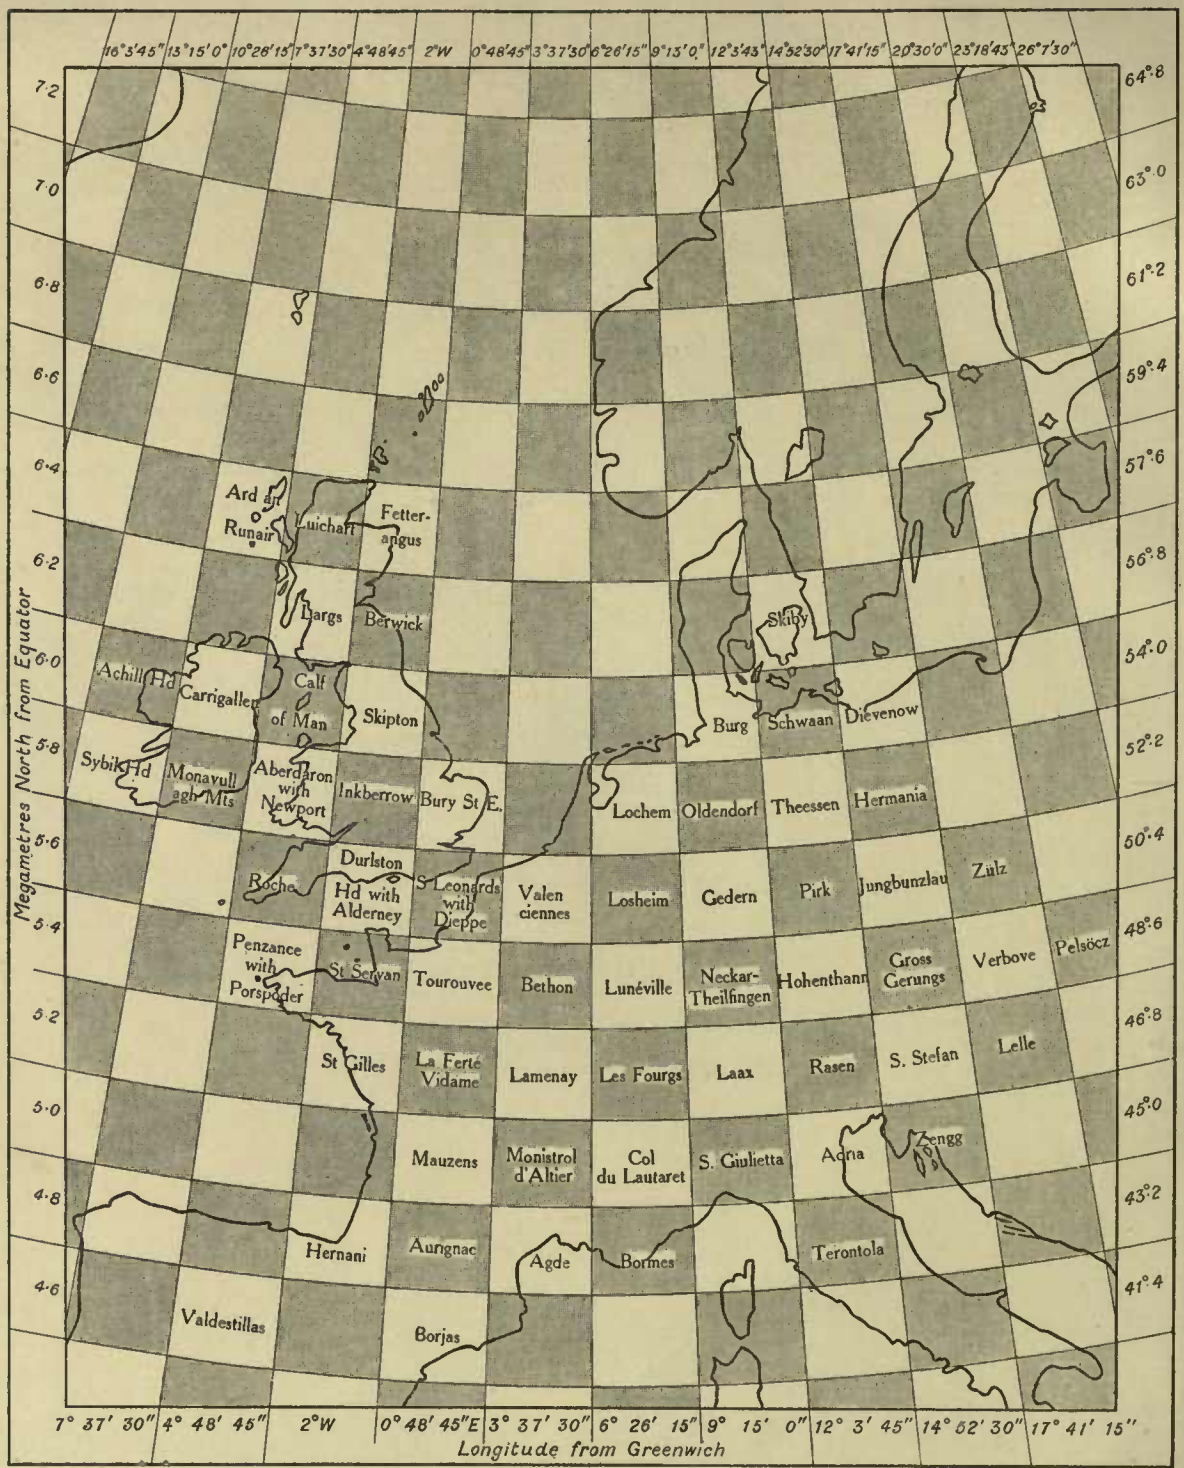 16°3'45" 13°15'0" 10°26'15" 7°37'30" 4°48'45" 2°W 0°48'45" 3°37'30" 6°26'15" 9°13'0" 12°3'45" 14°52'30" 17°41'15" 20°30'0" 23°18'45" 26°7'30"
7·2 64°·8
7·0 63°·0
6·8 61°·2
6·6 59°·4
6·4 57°·6
6·2 56°·8
6·0 54°·0
5·8 52°·2
5·6 50°·4
5·4 48°·6
5·2 46°·8
5·0 45°·0
4·8 43°·2
4·6 41°·4
Megametres North from Equator
Ard an
Runair
Luichart
Fetter-
angus
Largs
Berwick
Skiby
Achill Hd
Carrigallen
Calf
of Man
Skipton
Burg
Schwaan
Dievenow
Sybil Hd
Monavull
agh Mts
Aberdaron
with
Newport
Inkberrow
Bury St E.
Lochem
Oldendorf
Theessen
Hermania
Roche
Durlston
Hd with
Alderney
St Leonards
with
Dieppe
Valen
ciennes
Losheim
Gedern
Pirk
Jungbunzlau
Zülz
Penzance
with
Porspoder
St Servan
Tourouvee
Bethon
Lunéville
Neckar-
Theilfingen
Hohenthann
Gross
Gerungs
Verbove
Pelsöcz
St Gilles
La Ferté
Vidame
Lamenay
Les Fourgs
Laax
Rasen
S. Stefan
Lelle
Mauzens
Monistrol
d'Altier
Col
du Lautaret
S. Giulietta
Adria
Zengg
Hernani
Aurignac
Agde
Bormes
Terontola
Valdestillas
Borjas
7° 37' 30" 4° 48' 45" 2°W 0° 48' 45"E 3° 37' 30" 6° 26' 15" 9° 15' 0" 12° 3' 45" 14° 52' 30" 17° 41' 15"
Longitude from Greenwich